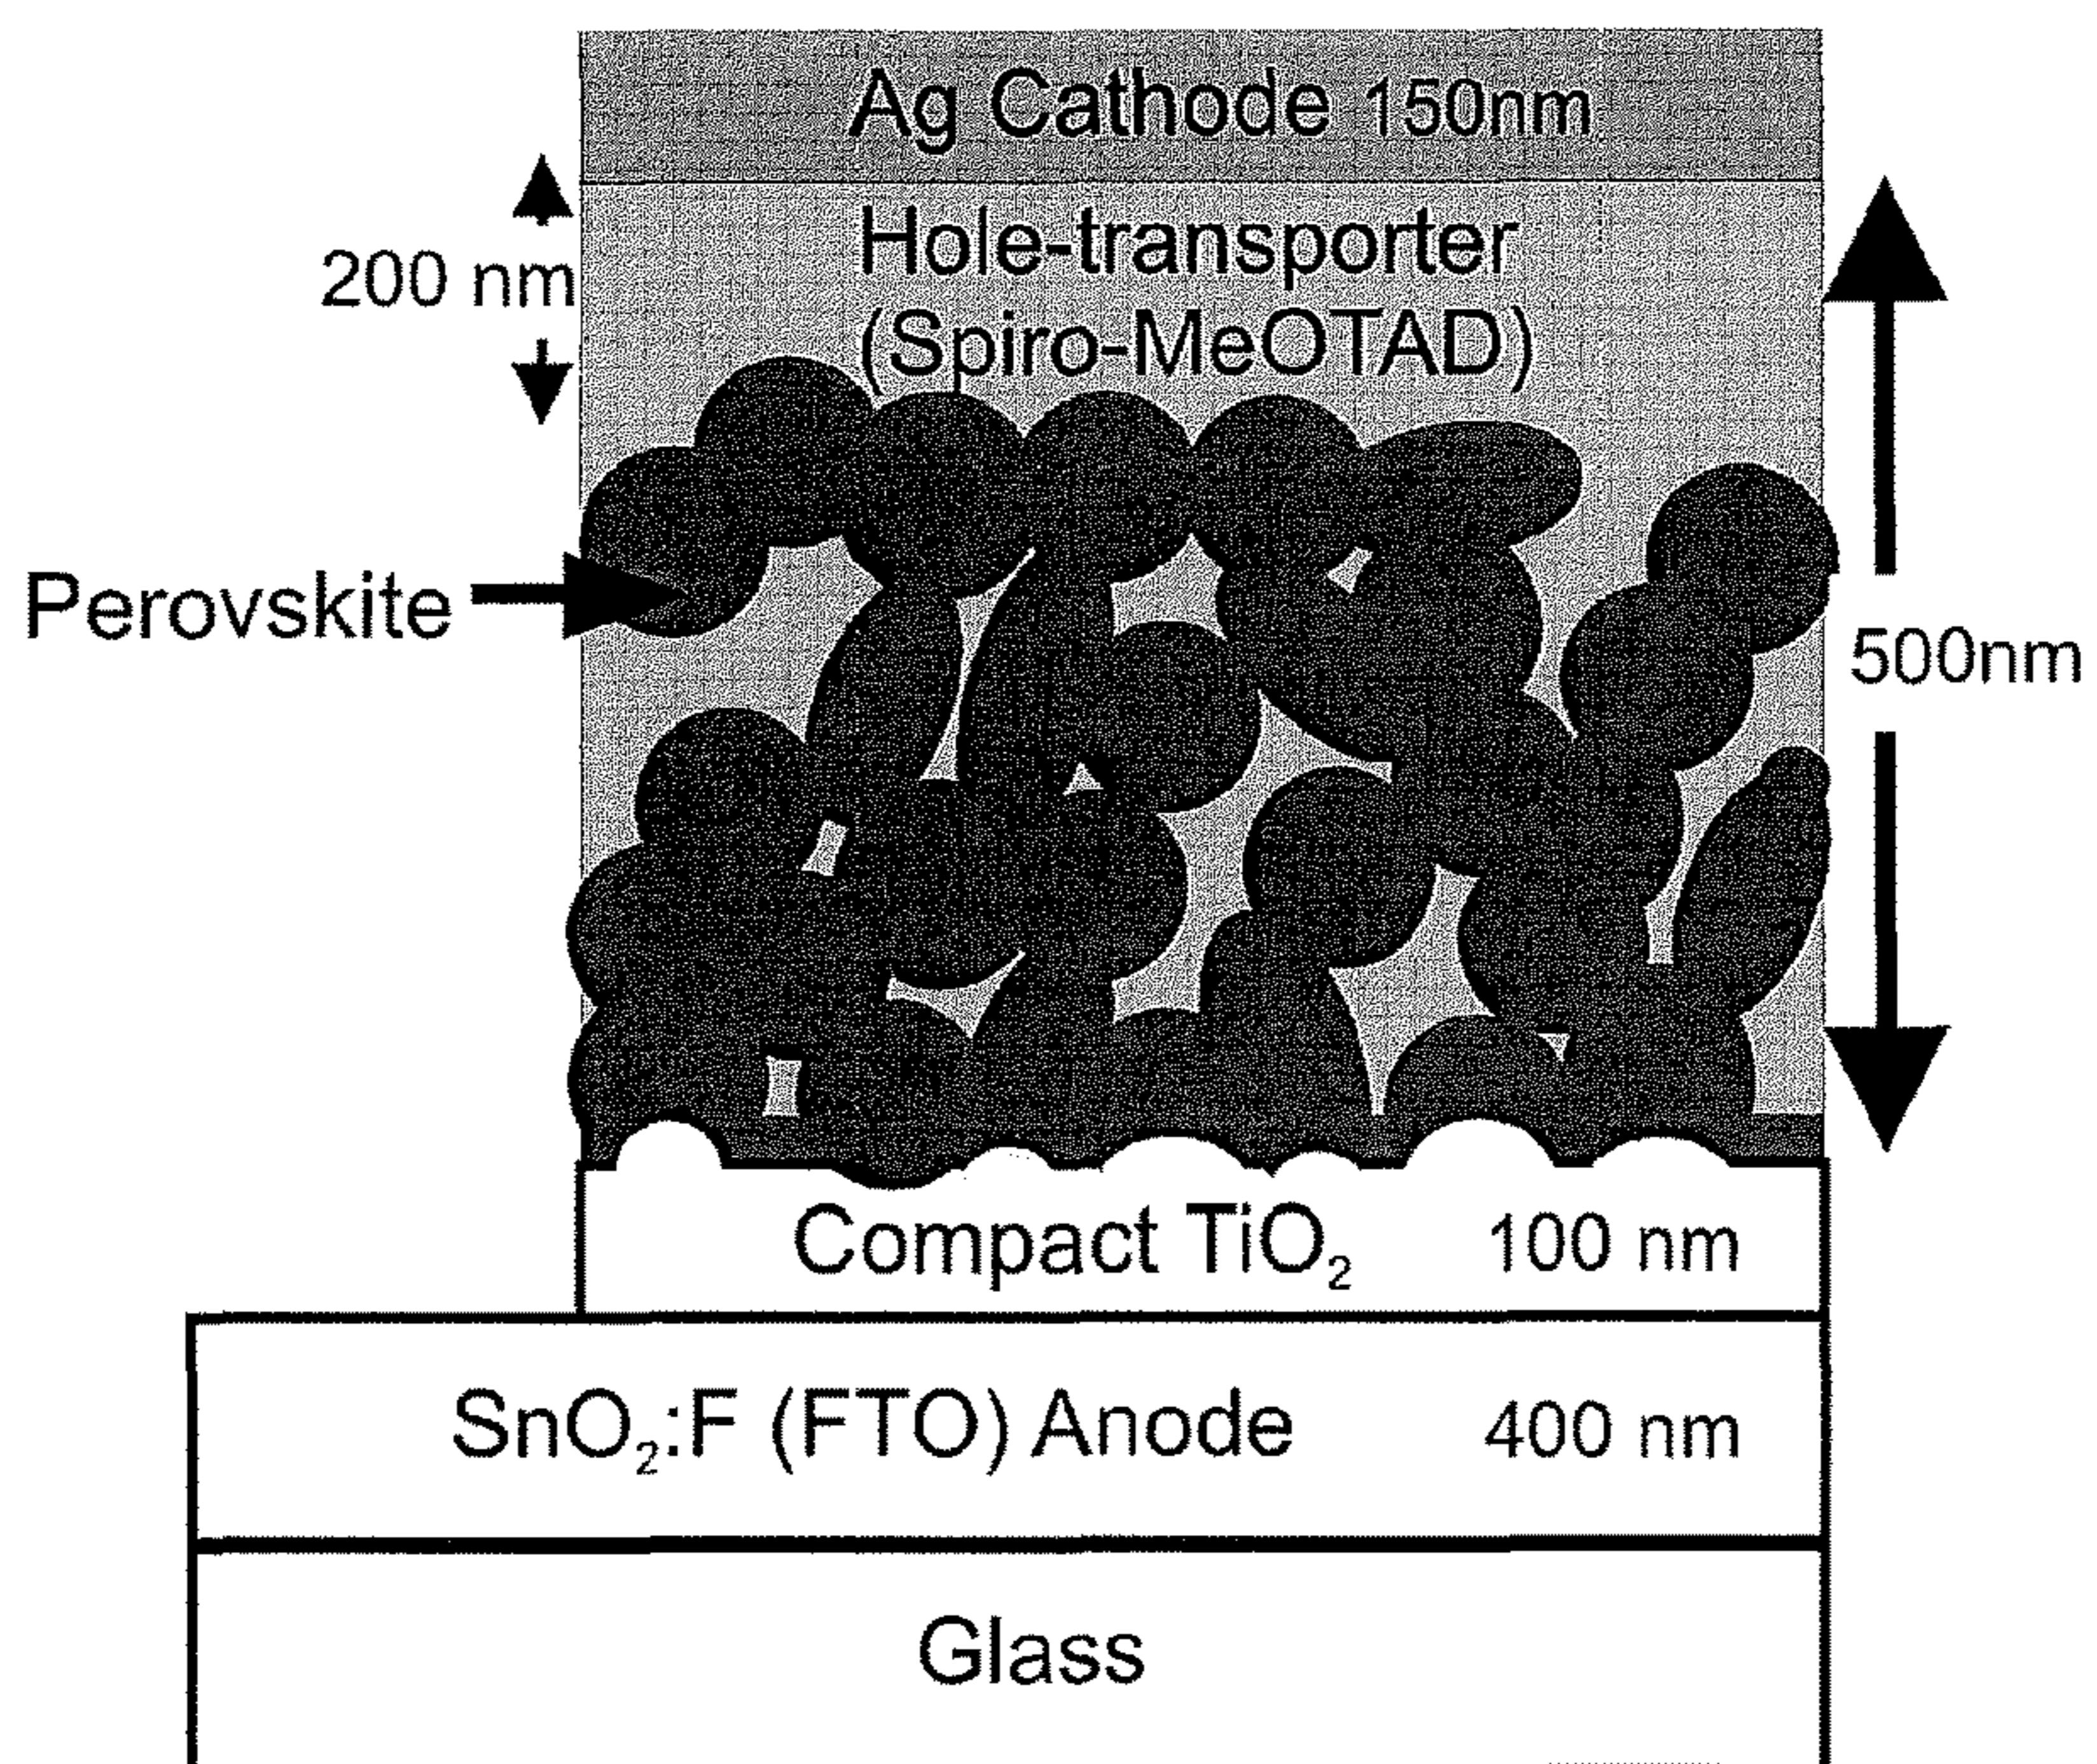 Ag Cathode 150nm
Hole-transporter
(Spiro-MeOTAD)
200 nm
Perovskite
500nm
Compact TiO₂ 100 nm
SnO₂:F (FTO) Anode 400 nm
Glass